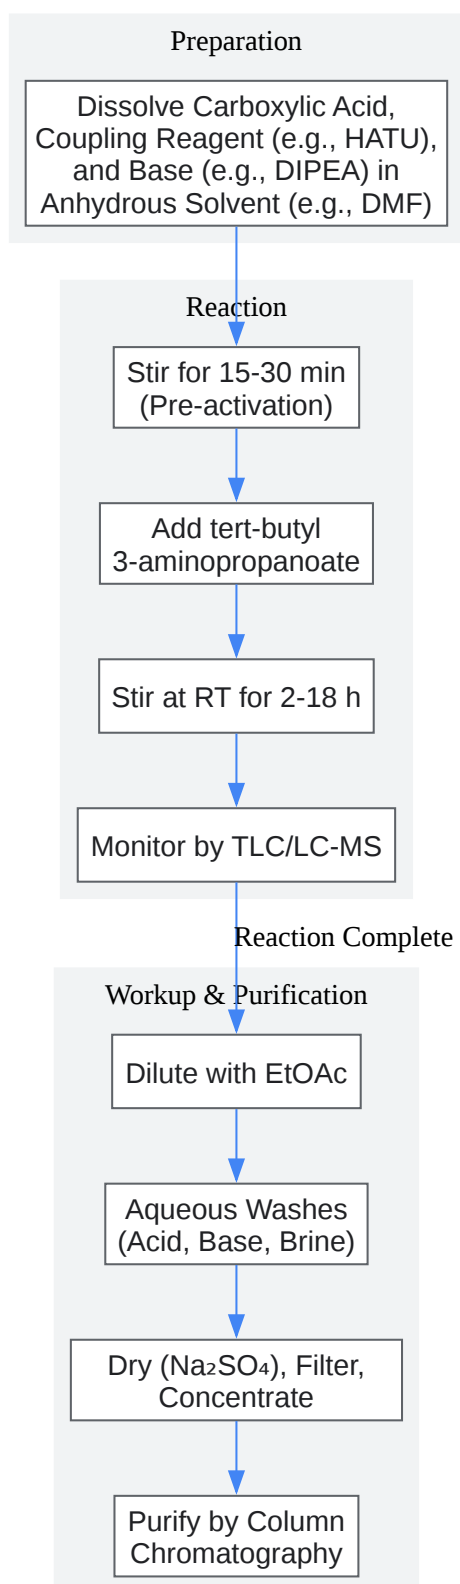 Preparation
Dissolve Carboxylic Acid,
Coupling Reagent (e.g., HATU),
and Base (e.g., DIPEA) in
Anhydrous Solvent (e.g., DMF)
Reaction
Stir for 15-30 min
(Pre-activation)
Add tert-butyl
3-aminopropanoate
Stir at RT for 2-18 h
Monitor by TLC/LC-MS
Reaction Complete
Workup & Purification
Dilute with EtOAc
Aqueous Washes
(Acid, Base, Brine)
Dry (Na₂SO₄), Filter,
Concentrate
Purify by Column
Chromatography